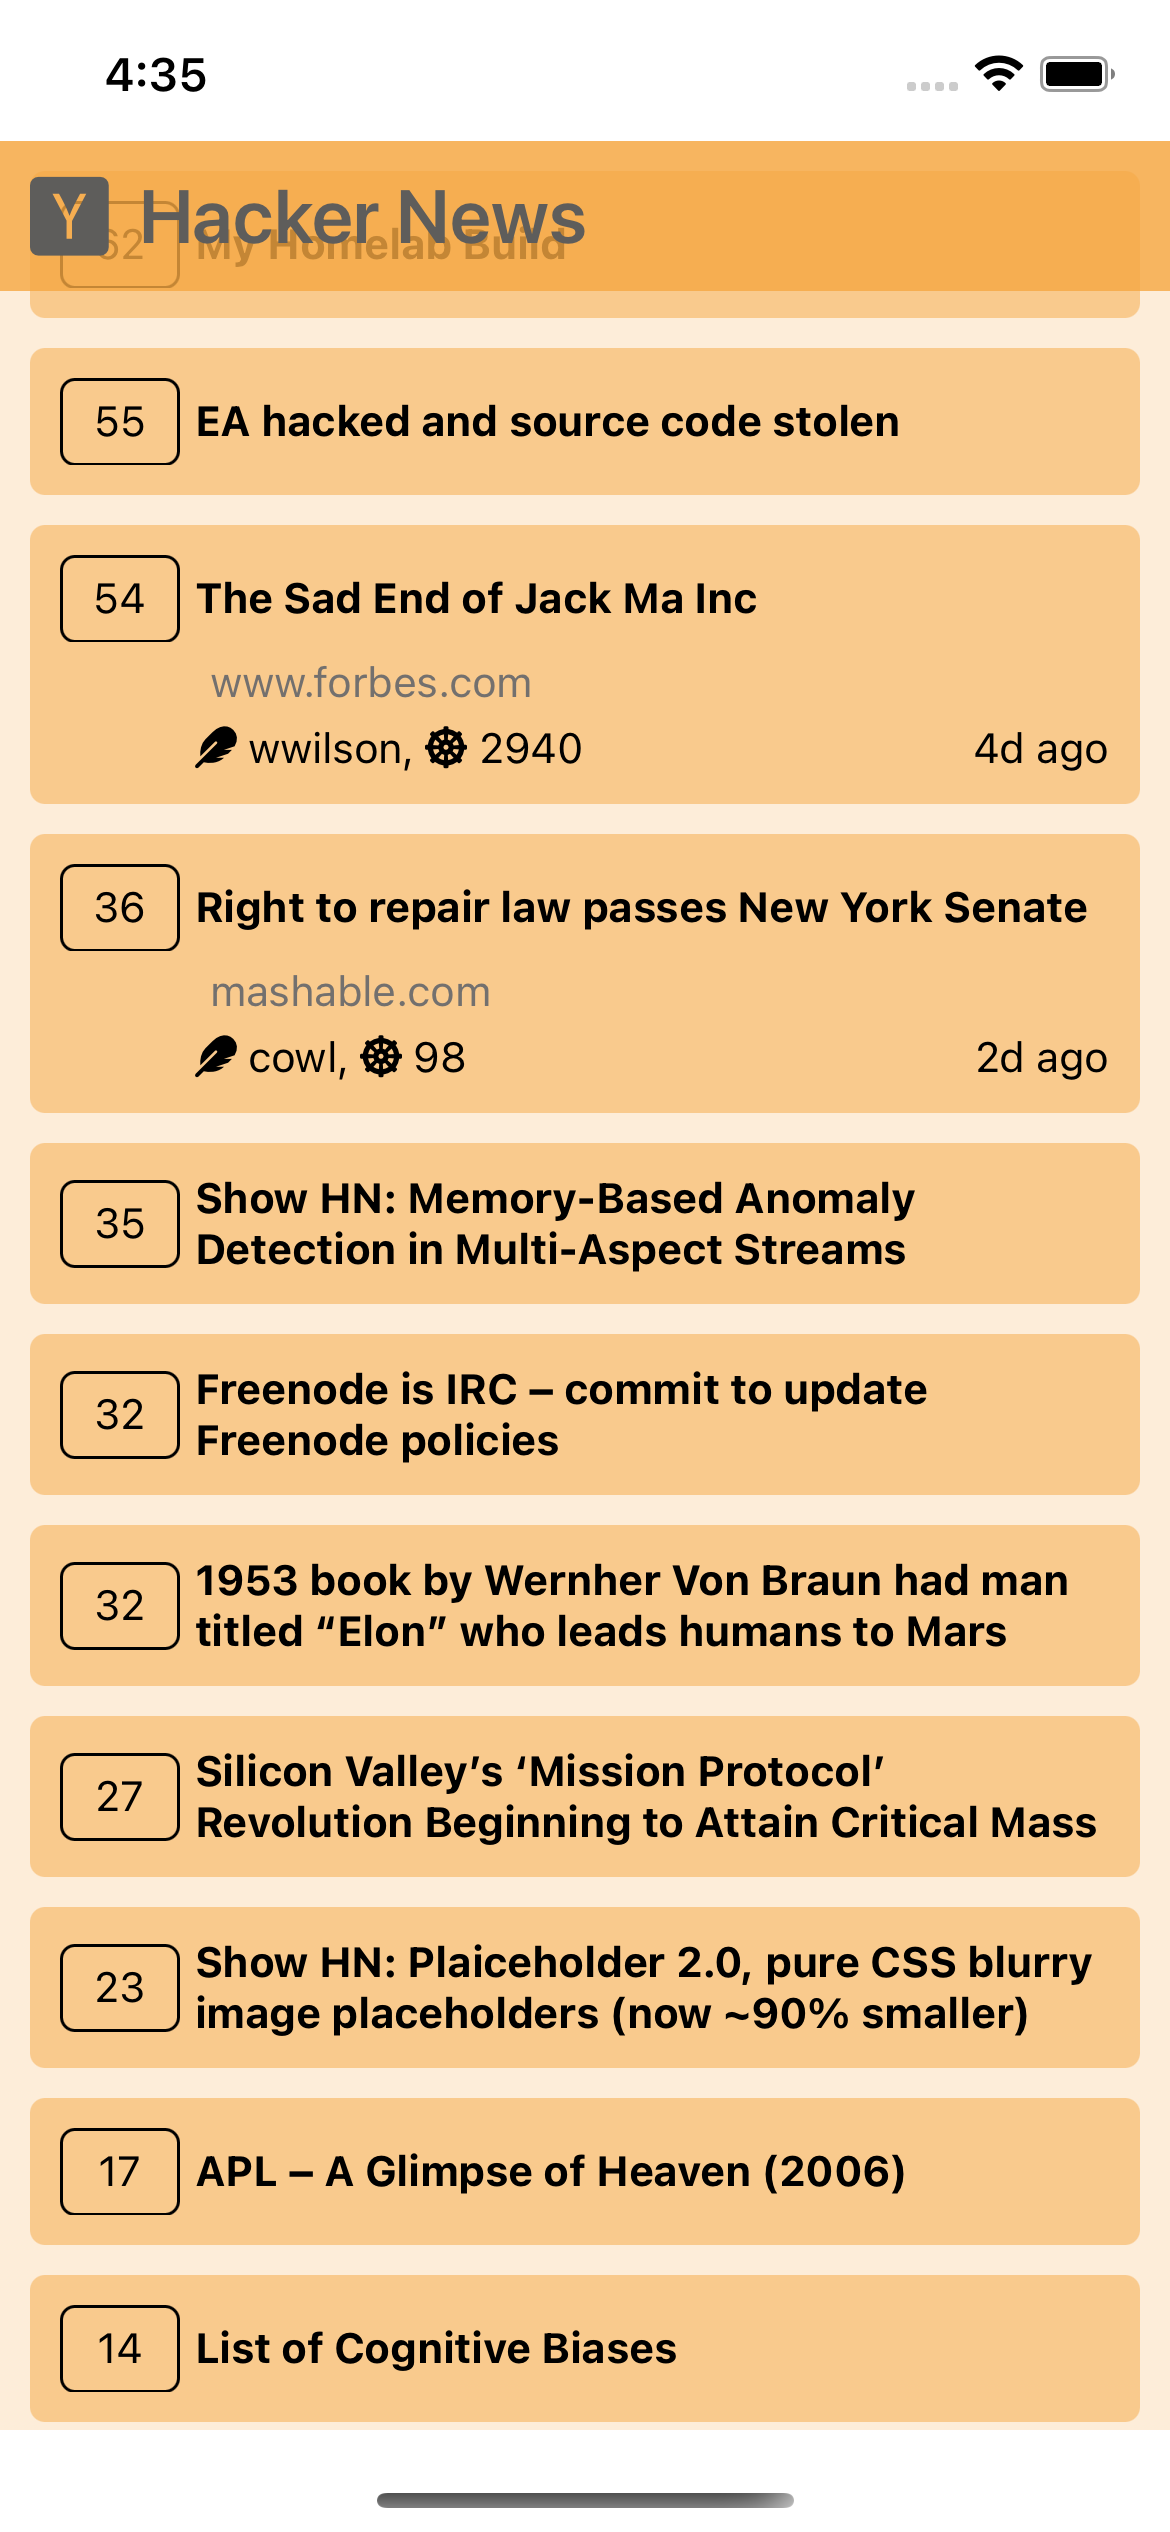 4:35
Y Hacker News
62 My Homelab Build
55 EA hacked and source code stolen
54 The Sad End of Jack Ma Inc
www.forbes.com
wwilson, 2940 4d ago
36 Right to repair law passes New York Senate
mashable.com
cowl, 98 2d ago
35 Show HN: Memory-Based Anomaly
Detection in Multi-Aspect Streams
32 Freenode is IRC – commit to update
Freenode policies
32 1953 book by Wernher Von Braun had man
titled “Elon” who leads humans to Mars
27 Silicon Valley’s ‘Mission Protocol’
Revolution Beginning to Attain Critical Mass
23 Show HN: Plaiceholder 2.0, pure CSS blurry
image placeholders (now ~90% smaller)
17 APL – A Glimpse of Heaven (2006)
14 List of Cognitive Biases